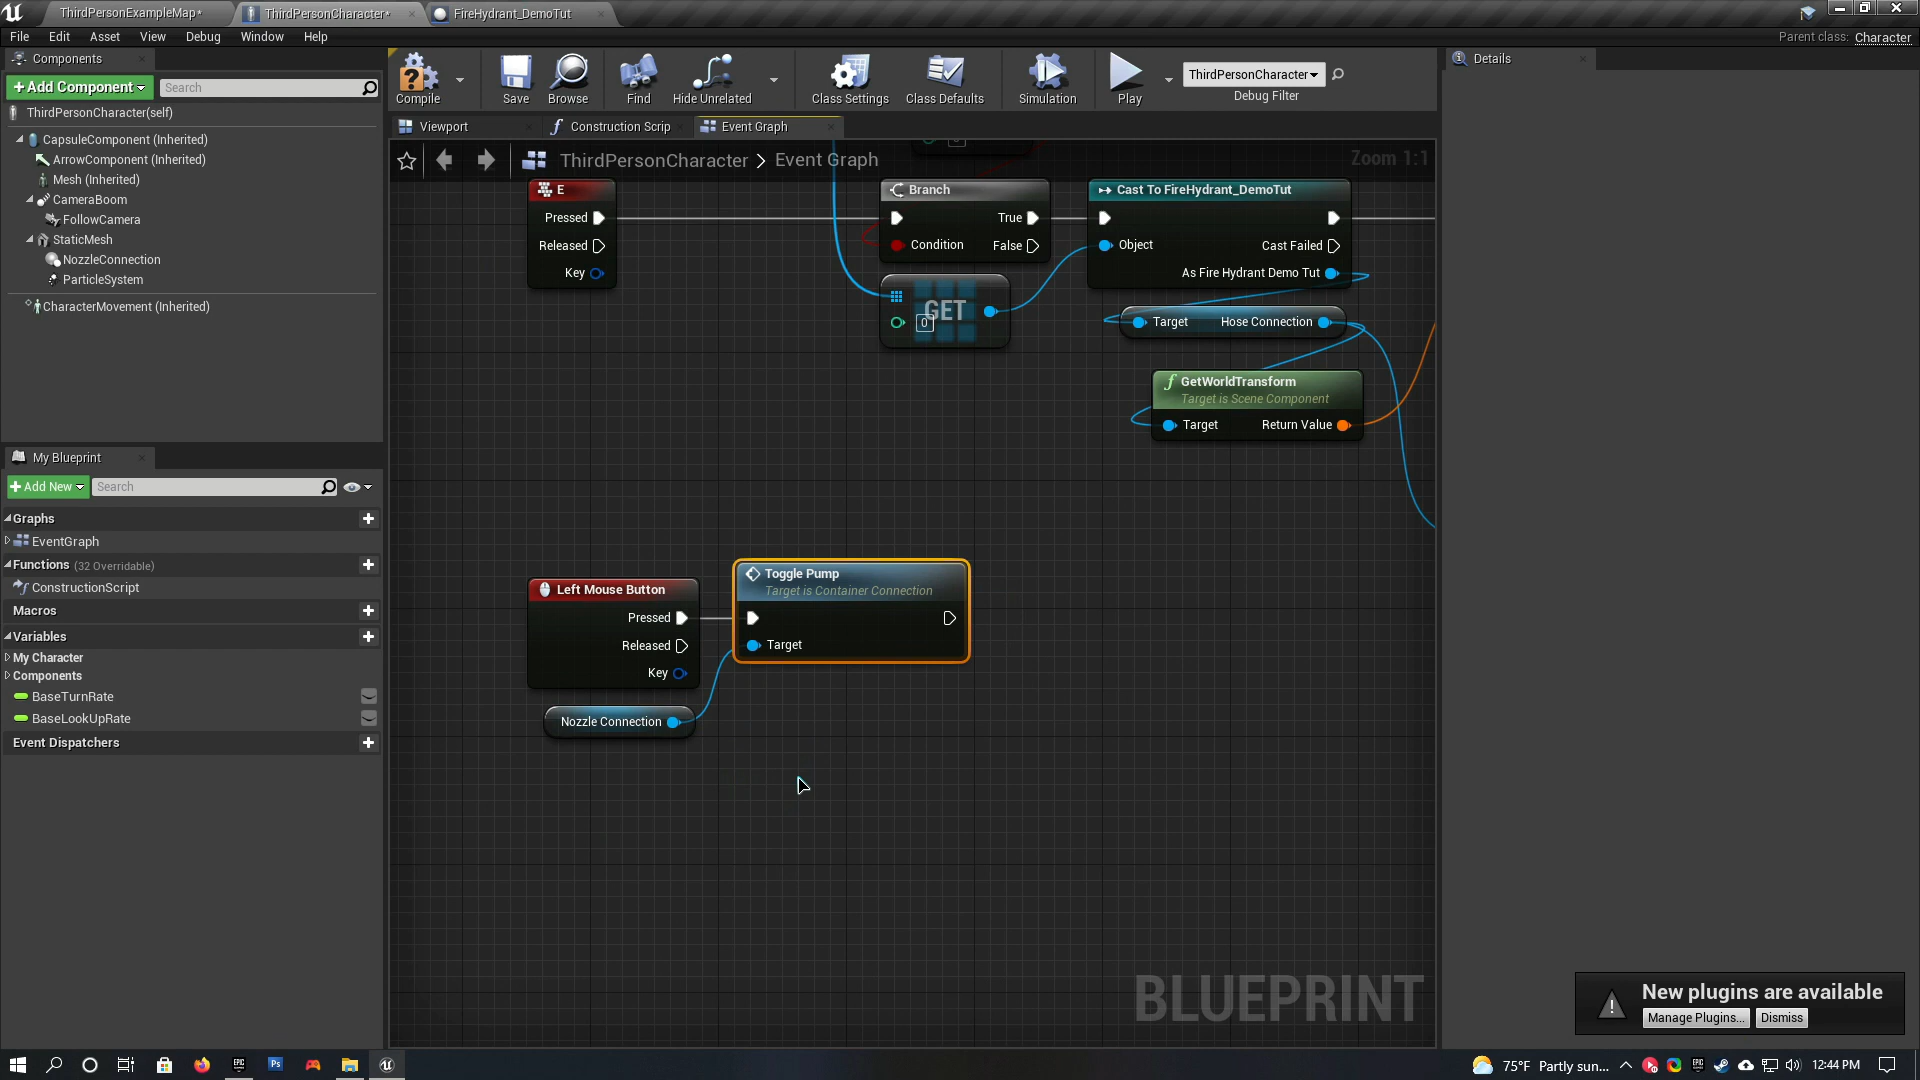 ThirdPersonExampleMap*
ThirdPersonCharacter*
FireHydrant_DemoTut
File
Edit
Asset
View
Debug
Window
Help
Parent class: Character
Components
Add Component
Search
ThirdPersonCharacter(self)
CapsuleComponent (Inherited)
ArrowComponent (Inherited)
Mesh (Inherited)
CameraBoom
FollowCamera
StaticMesh
NozzleConnection
ParticleSystem
CharacterMovement (Inherited)
My Blueprint
Add New
Search
Graphs
EventGraph
Functions (32 Overridable)
ConstructionScript
Macros
Variables
My Character
Components
BaseTurnRate
BaseLookUpRate
Event Dispatchers
Compile
Save
Browse
Find
Hide Unrelated
Class Settings
Class Defaults
Simulation
Play
ThirdPersonCharacter
Debug Filter
Viewport
Construction Scrip
Event Graph
ThirdPersonCharacter > Event Graph
Zoom 1:1
E
Pressed
Released
Key
Branch
True
Condition
False
GET
0
Cast To FireHydrant_DemoTut
Object
Cast Failed
As Fire Hydrant Demo Tut
Target
Hose Connection
GetWorldTransform
Target is Scene Component
Target
Return Value
Left Mouse Button
Pressed
Released
Key
Nozzle Connection
Toggle Pump
Target is Container Connection
Target
BLUEPRINT
Details
New plugins are available
Manage Plugins...
Dismiss
EPIC
Ps
75°F Partly sun...
12:44 PM